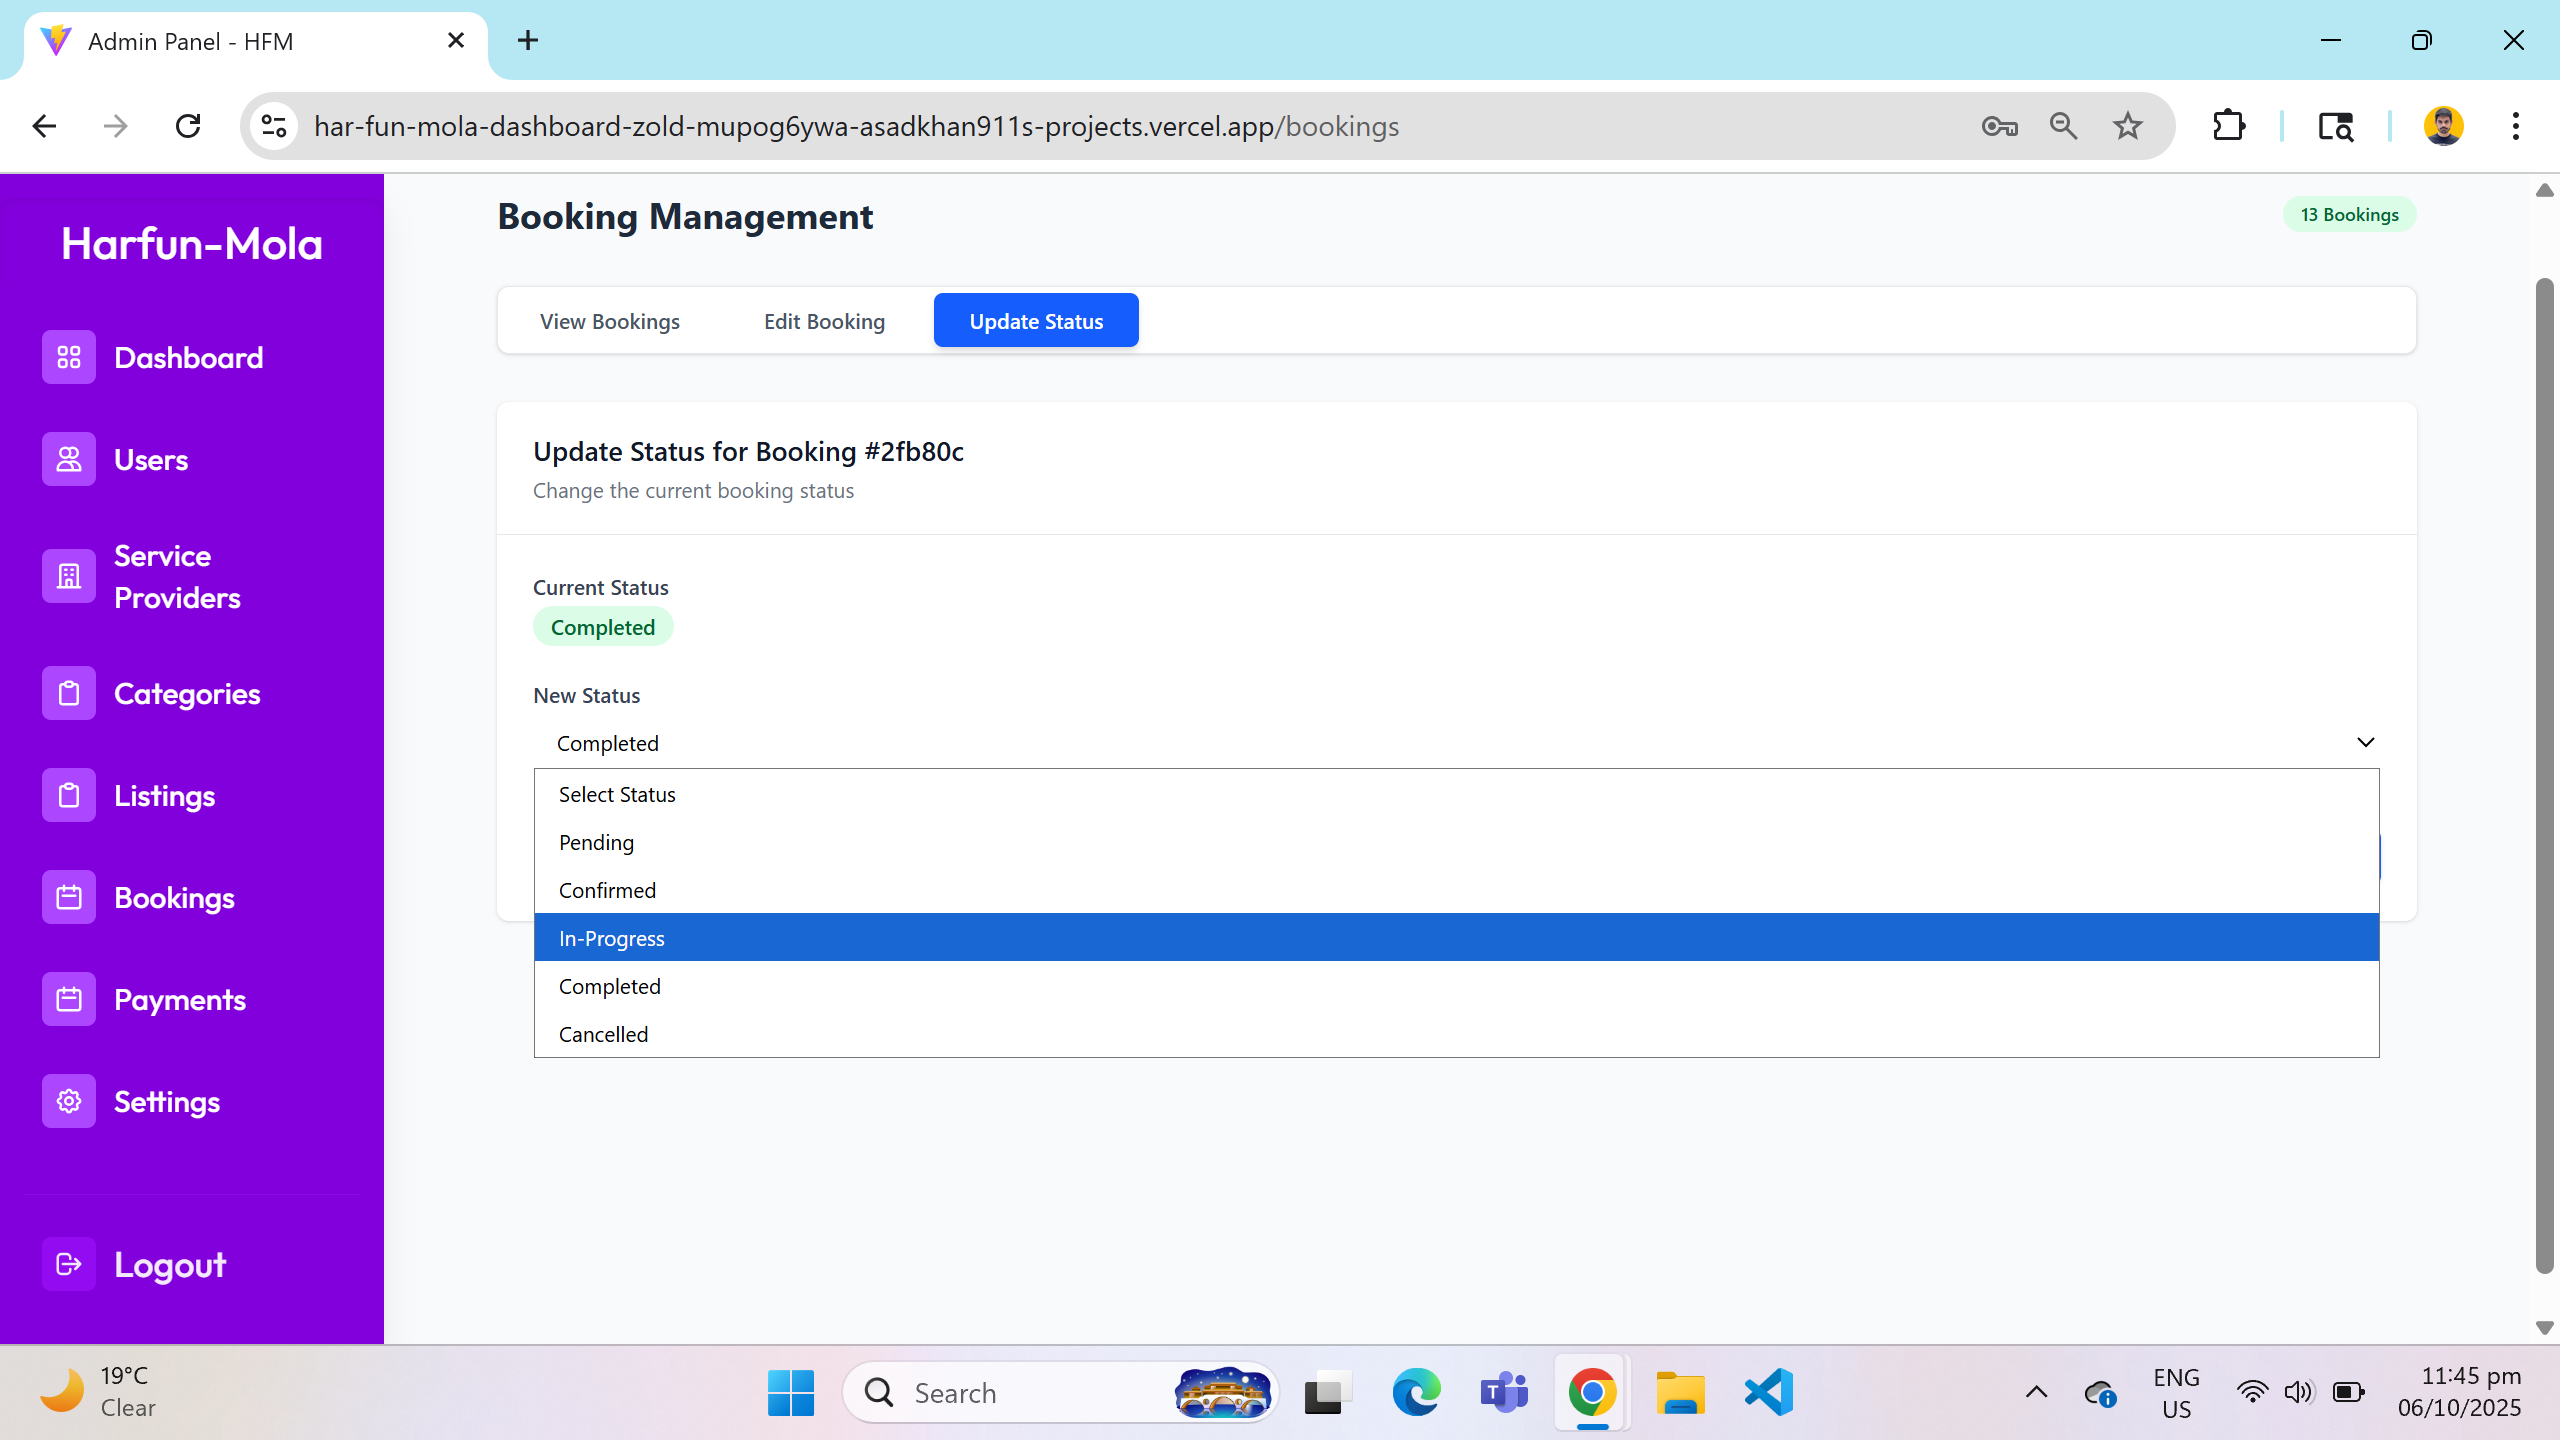 Admin Panel - HFM
har-fun-mola-dashboard-zold-mupog6ywa-asadkhan911s-projects.vercel.app/bookings
Harfun-Mola
Dashboard
Users
Service
Providers
Categories
Listings
Bookings
Payments
Settings
Logout
Booking Management
13 Bookings
View Bookings
Edit Booking
Update Status
Update Status for Booking #2fb80c
Change the current booking status
Current Status
Completed
New Status
Completed
Select Status
Pending
Confirmed
In-Progress
Completed
Cancelled
19°C
Clear
Search
ENG
US
11:45 pm
06/10/2025